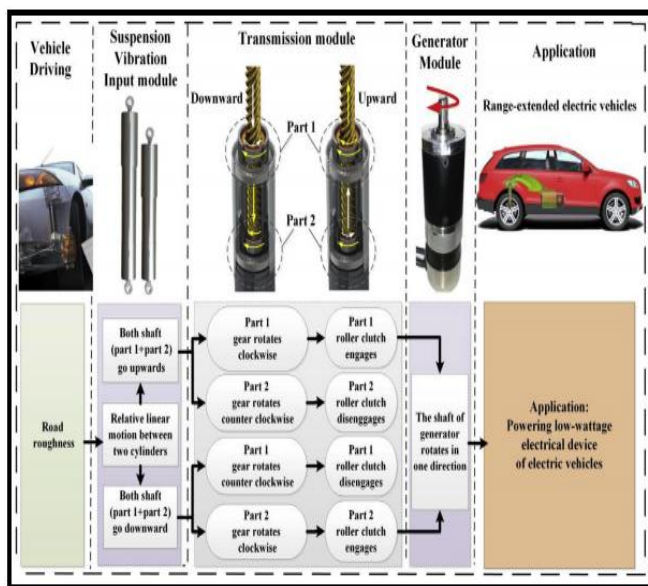 Vehicle
Driving
Suspension
Vibration
Input module
Transmission module
Downward
Upward
Part 1
Part 2
Generator
Module
Application
Range-extended electric vehicles
Road
roughness
Both shaft
(part 1+part 2)
go upwards
Relative linear
motion between
two cylinders
Both shaft
(part 1+part 2)
go downward
Part 1
gear rotates
clockwise
Part 1
roller clutch
engages
Part 2
gear rotates
counter clockwise
Part 2
roller clutch
disenggages
Part 1
gear rotates
counter clockwise
Part 1
roller clutch
disengages
Part 2
gear rotates
clockwise
Part 2
roller clutch
engages
The shaft of
generator
rotates in
one direction
Application:
Powering low-wattage
electrical device
of electric vehicles